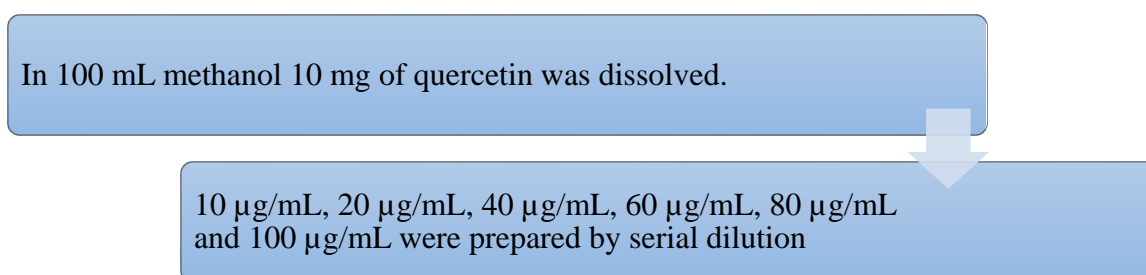 In 100 mL methanol 10 mg of quercetin was dissolved.
10 µg/mL, 20 µg/mL, 40 µg/mL, 60 µg/mL, 80 µg/mL
and 100 µg/mL were prepared by serial dilution